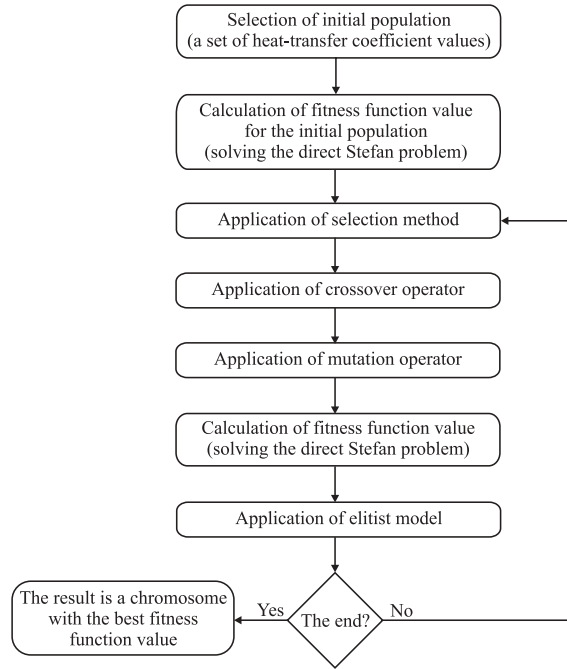 Selection of initial population
(a set of heat-transfer coefficient values)
Calculation of fitness function value
for the initial population
(solving the direct Stefan problem)
Application of selection method
Application of crossover operator
Application of mutation operator
Calculation of fitness function value
(solving the direct Stefan problem)
Application of elitist model
The result is a chromosome
with the best fitness
function value
Yes
The end?
No